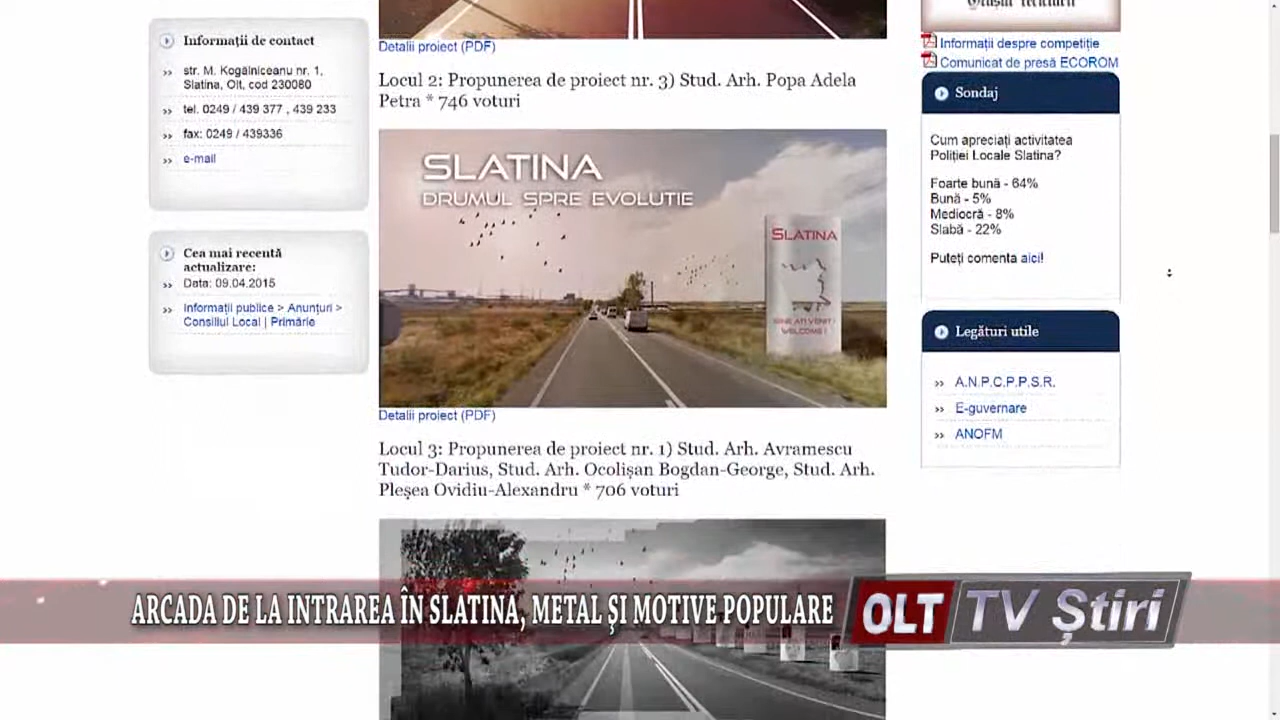 Informații de contact
str. M. Kogălniceanu nr. 1,
Slatina, Olt, cod 230080
tel. 0249 / 439 377 , 439 233
fax: 0249 / 439336
e-mail
Cea mai recentă
actualizare:
Data: 09.04.2015
Informații publice > Anunțuri >
Consiliul Local | Primărie
Detalii proiect (PDF)
Locul 2: Propunerea de proiect nr. 3) Stud. Arh. Popa Adela
Petra * 746 voturi
SLATINA
DRUMUL SPRE EVOLUTIE
SLATINA
BINE ATI VENIT !
WELCOME !
Detalii proiect (PDF)
Locul 3: Propunerea de proiect nr. 1) Stud. Arh. Avramescu
Tudor-Darius, Stud. Arh. Ocolișan Bogdan-George, Stud. Arh.
Pleșea Ovidiu-Alexandru * 706 voturi
Informații despre competiție
Comunicat de presă ECOROM
Sondaj
Cum apreciați activitatea
Poliției Locale Slatina?
Foarte bună - 64%
Bună - 5%
Mediocră - 8%
Slabă - 22%
Puteți comenta aici!
Legături utile
A.N.P.C.P.P.S.R.
E-guvernare
ANOFM
ARCADA DE LA INTRAREA ÎN SLATINA, METAL ȘI MOTIVE POPULARE
OLT TV Știri